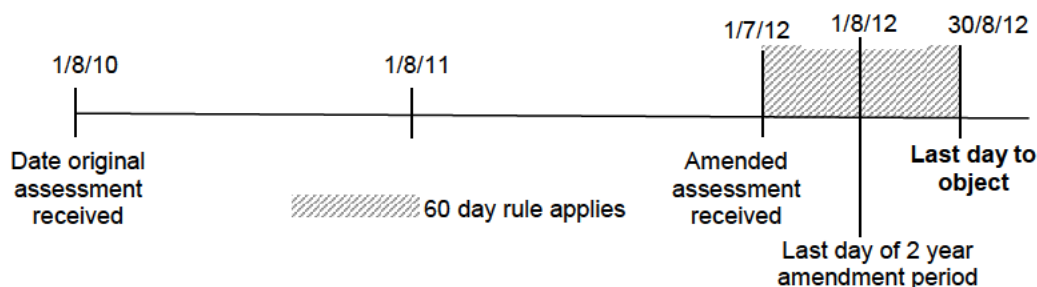 1/8/10
1/8/11
1/7/12
1/8/12
30/8/12
Date original
assessment
received
60 day rule applies
Amended
assessment
received
Last day to
object
Last day of 2 year
amendment period